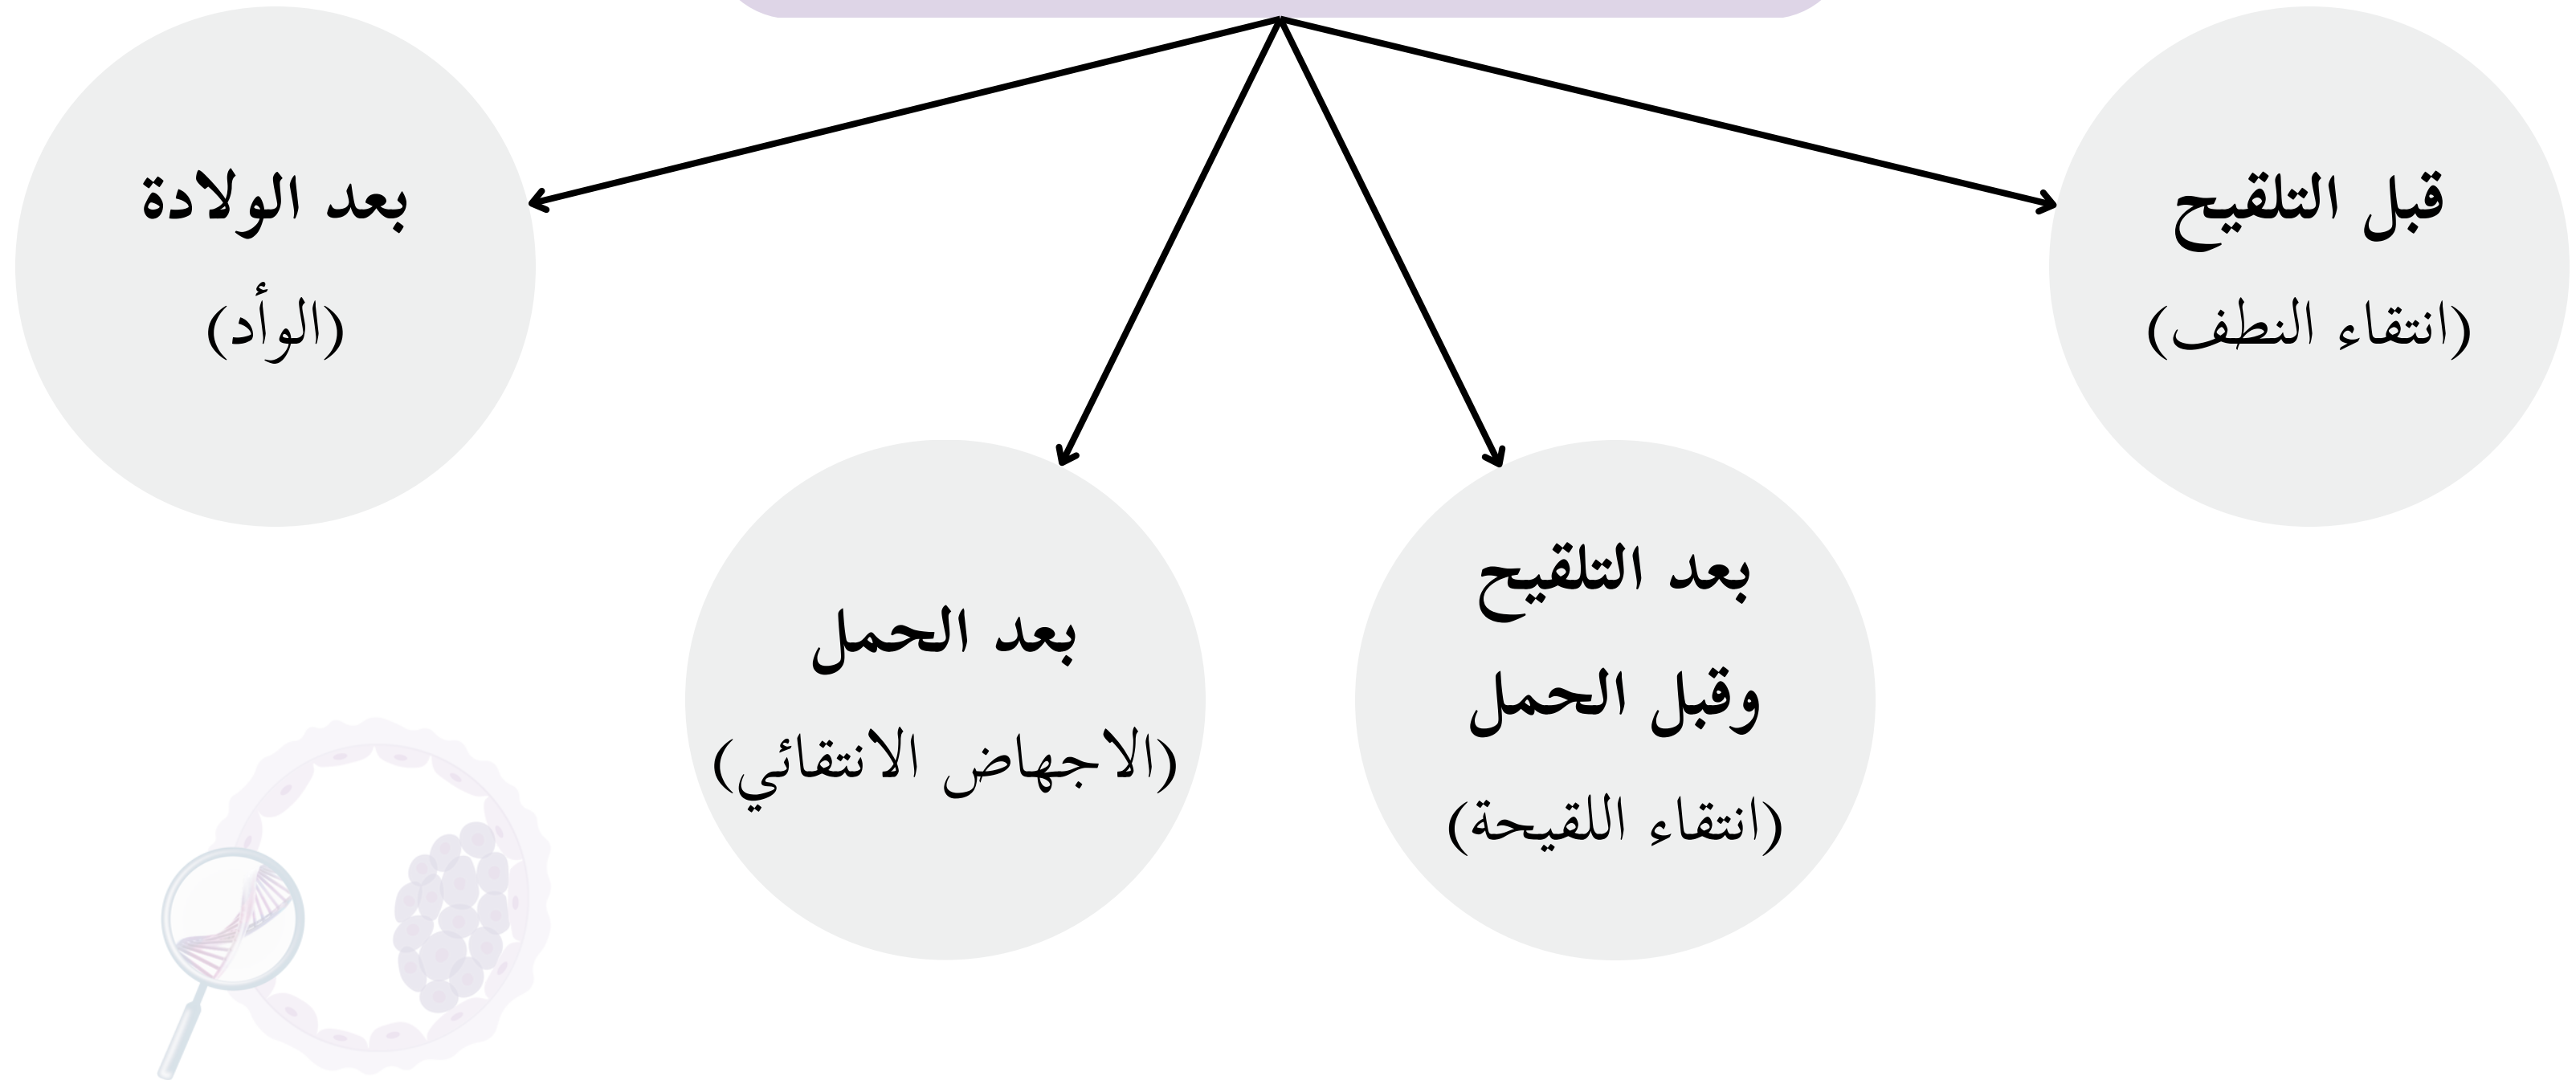 قبل التلقيح
(انتقاء النطف)
بعد التلقيح
وقبل الحمل
(انتقاء اللقيحة)
بعد الحمل
(الاجهاض الانتقائي)
بعد الولادة
(الوأد)